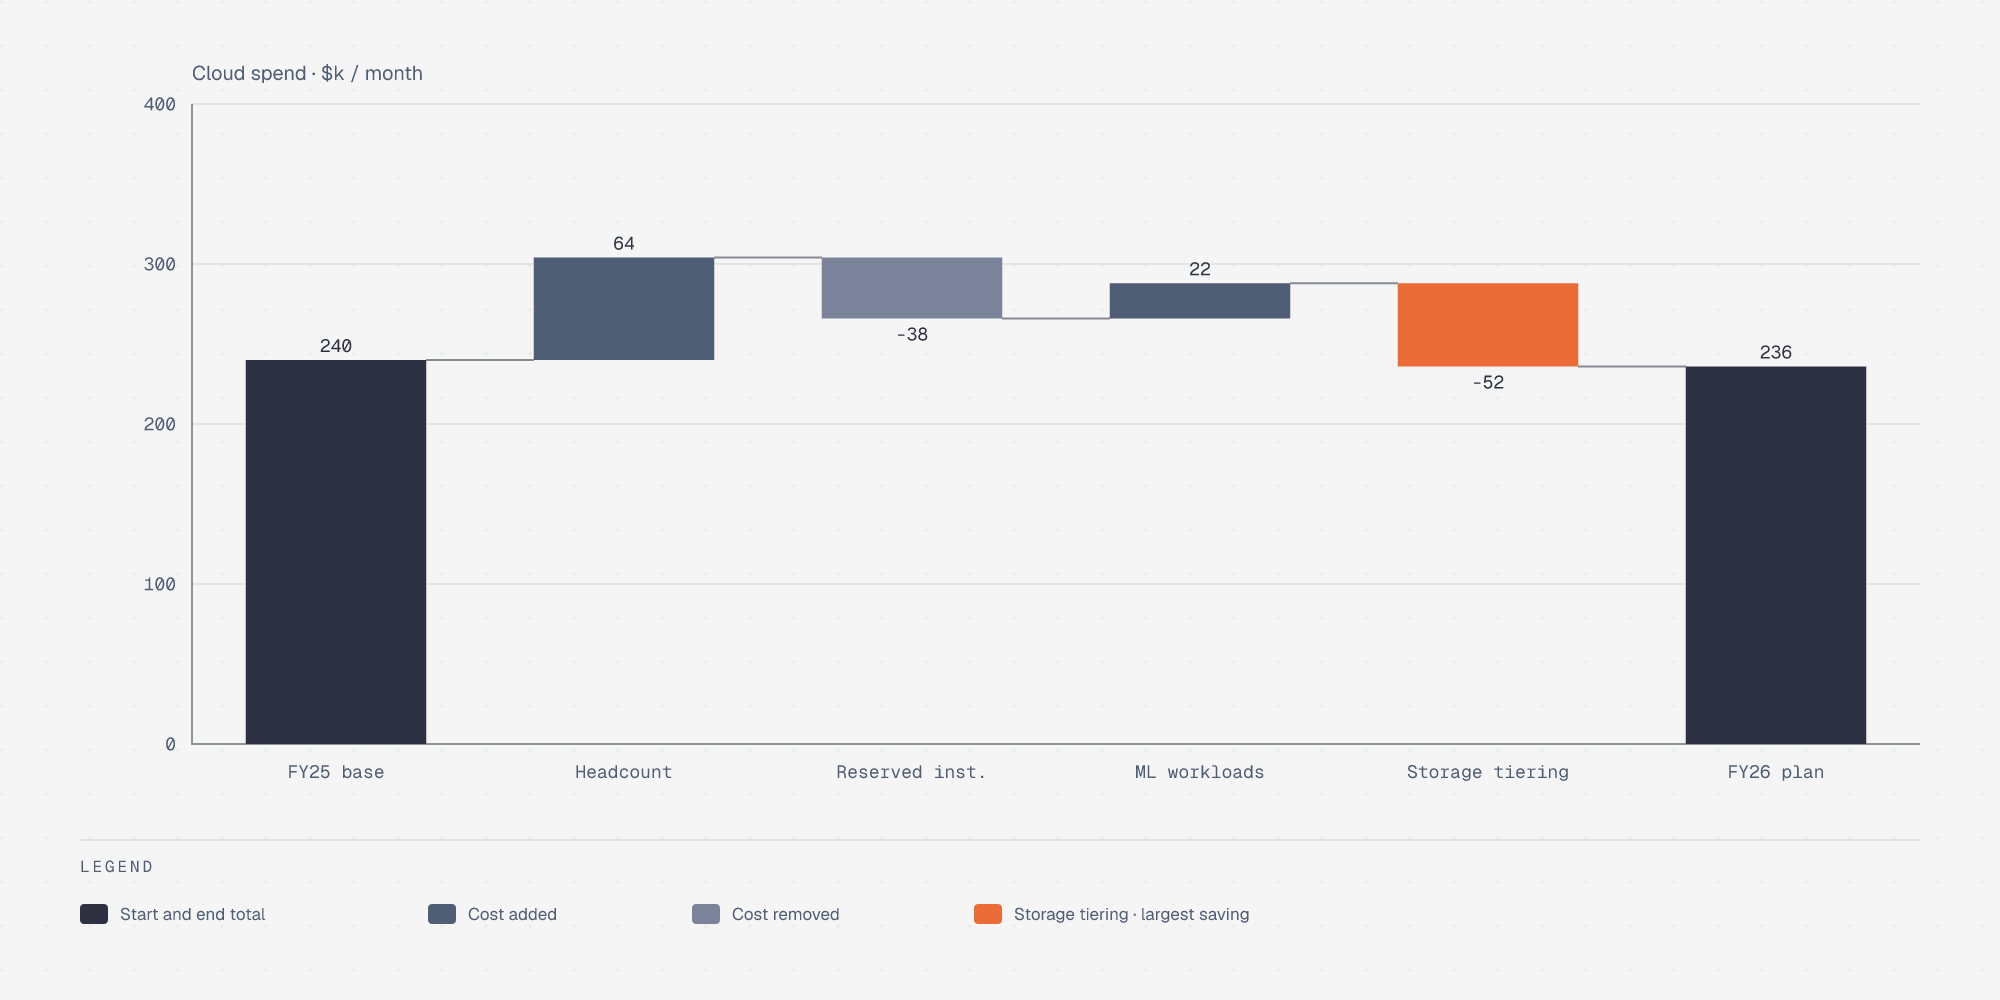 Cloud spend · $k / month
400
300
200
100
0
240
64
-38
22
-52
236
FY25 base
Headcount
Reserved inst.
ML workloads
Storage tiering
FY26 plan
LEGEND
Start and end total
Cost added
Cost removed
Storage tiering · largest saving